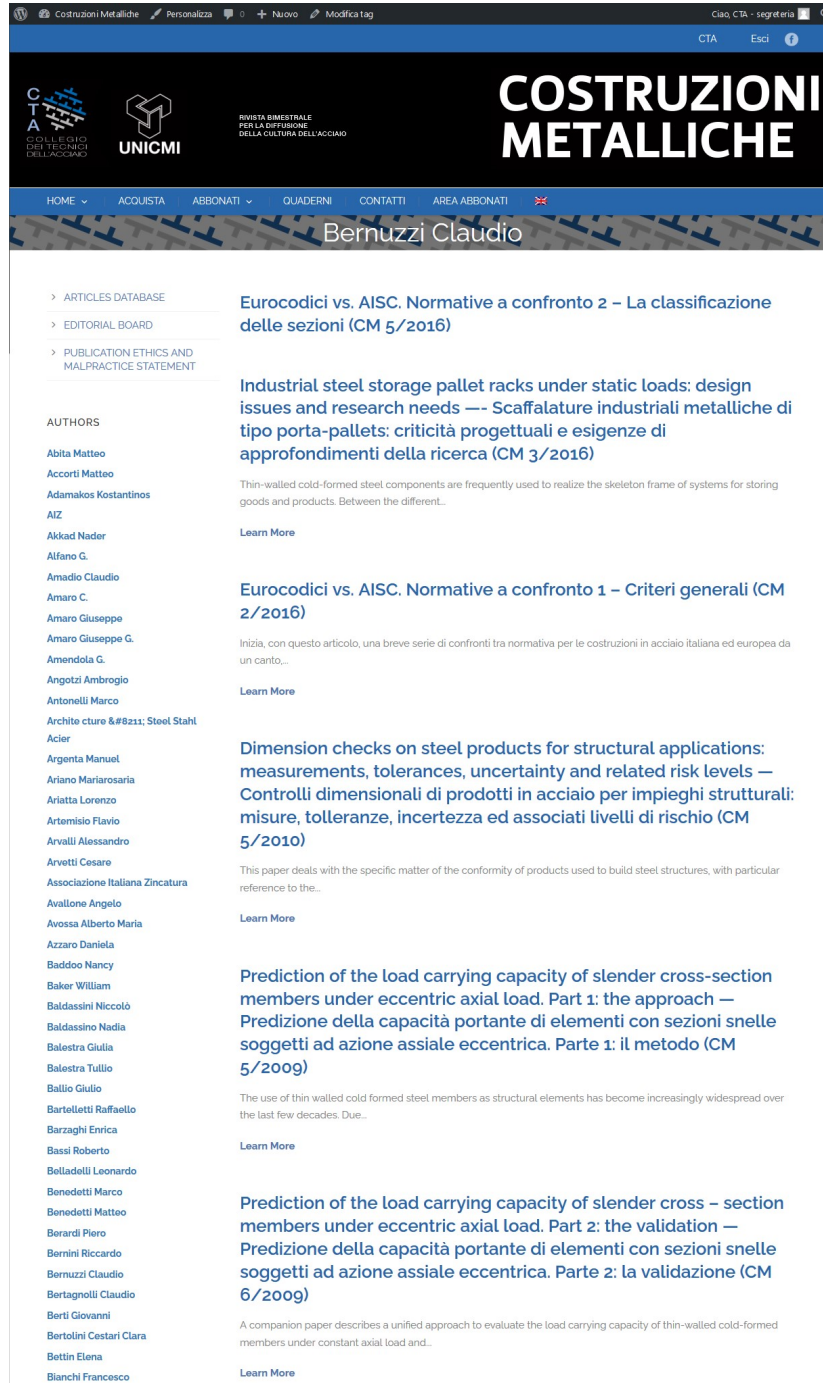 Costruzioni Metalliche Personalizza 0 Nuovo Modifica tag Ciao, CTA - segreteria
CTA Esci
CTA
COLLEGIO
DEI TECNICI
DELL'ACCIAIO
UNICMI
RIVISTA BIMESTRALE
PER LA DIFFUSIONE
DELLA CULTURA DELL'ACCIAIO
COSTRUZIONI
METALLICHE
HOME ACQUISTA ABBONATI QUADERNI CONTATTI AREA ABBONATI
Bernuzzi Claudio
ARTICLES DATABASE
EDITORIAL BOARD
PUBLICATION ETHICS AND
MALPRACTICE STATEMENT
AUTHORS
Abita Matteo
Accorti Matteo
Adamakos Kostantinos
AIZ
Akkad Nader
Alfano G.
Amadio Claudio
Amaro C.
Amaro Giuseppe
Amaro Giuseppe G.
Amendola G.
Angotzi Ambrogio
Antonelli Marco
Archite cture &#8211; Steel Stahl
Acier
Argenta Manuel
Ariano Mariarosaria
Ariatta Lorenzo
Artemisio Flavio
Arvalli Alessandro
Arvetti Cesare
Associazione Italiana Zincatura
Avallone Angelo
Avossa Alberto Maria
Azzaro Daniela
Baddoo Nancy
Baker William
Baldassini Niccolò
Baldassino Nadia
Balestra Giulia
Balestra Tullio
Ballio Giulio
Bartelletti Raffaello
Barzaghi Enrica
Bassi Roberto
Belladelli Leonardo
Benedetti Marco
Benedetti Matteo
Berardi Piero
Bernini Riccardo
Bernuzzi Claudio
Bertagnolli Claudio
Berti Giovanni
Bertolini Cestari Clara
Bettin Elena
Bianchi Francesco
Eurocodici vs. AISC. Normative a confronto 2 – La classificazione
delle sezioni (CM 5/2016)
Industrial steel storage pallet racks under static loads: design
issues and research needs —- Scaffalature industriali metalliche di
tipo porta-pallets: criticità progettuali e esigenze di
approfondimenti della ricerca (CM 3/2016)
Thin-walled cold-formed steel components are frequently used to realize the skeleton frame of systems for storing
goods and products. Between the different...
Learn More
Eurocodici vs. AISC. Normative a confronto 1 – Criteri generali (CM
2/2016)
Inizia, con questo articolo, una breve serie di confronti tra normativa per le costruzioni in acciaio italiana ed europea da
un canto,...
Learn More
Dimension checks on steel products for structural applications:
measurements, tolerances, uncertainty and related risk levels —
Controlli dimensionali di prodotti in acciaio per impieghi strutturali:
misure, tolleranze, incertezza ed associati livelli di rischio (CM
5/2010)
This paper deals with the specific matter of the conformity of products used to build steel structures, with particular
reference to the...
Learn More
Prediction of the load carrying capacity of slender cross-section
members under eccentric axial load. Part 1: the approach —
Predizione della capacità portante di elementi con sezioni snelle
soggetti ad azione assiale eccentrica. Parte 1: il metodo (CM
5/2009)
The use of thin walled cold formed steel members as structural elements has become increasingly widespread over
the last few decades. Due...
Learn More
Prediction of the load carrying capacity of slender cross – section
members under eccentric axial load. Part 2: the validation —
Predizione della capacità portante di elementi con sezioni snelle
soggetti ad azione assiale eccentrica. Parte 2: la validazione (CM
6/2009)
A companion paper describes a unified approach to evaluate the load carrying capacity of thin-walled cold-formed
members under constant axial load and...
Learn More